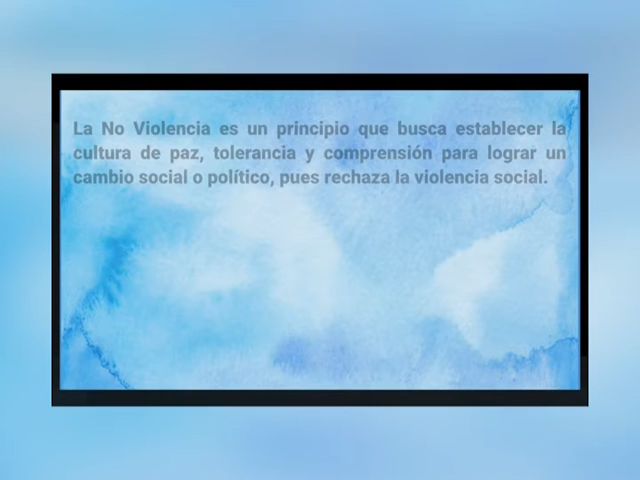 La No Violencia es un principio que busca establecer la
cultura de paz, tolerancia y comprensión para lograr un
cambio social o político, pues rechaza la violencia social.